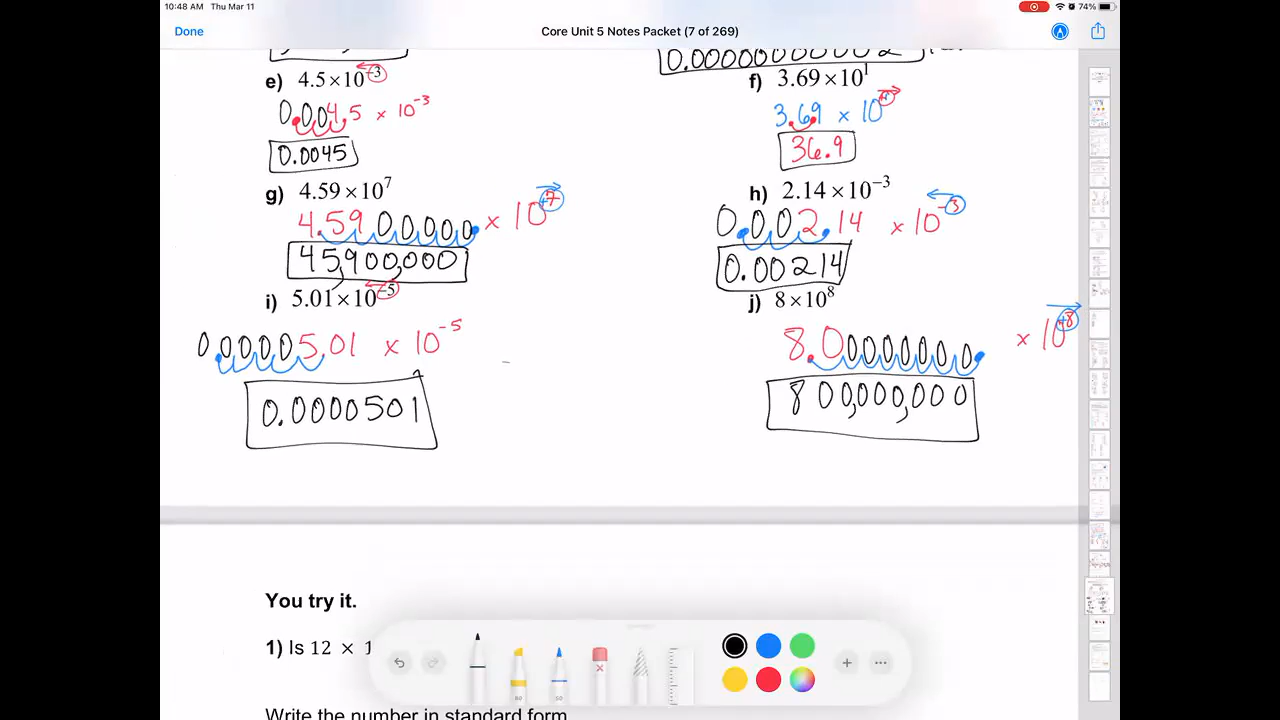 10:48 AM Thu Mar 11
74%
Done
Core Unit 5 Notes Packet (7 of 269)
0.000000000002
e) 4.5 × 10⁻³
f) 3.69 × 10¹
0.004.5 × 10⁻³
3.69 × 10⁺¹
0.0045
36.9
g) 4.59 × 10⁷
h) 2.14 × 10⁻³
4.5900000. × 10⁺⁷
0.002.14 × 10⁻³
45,900,000
0.00214
i) 5.01 × 10⁻⁵
j) 8 × 10⁸
0.00005.01 × 10⁻⁵
8.00000000. × 10⁺⁸
0.0000501
800,000,000
You try it.
1) Is 12 × 1
Write the number in standard form